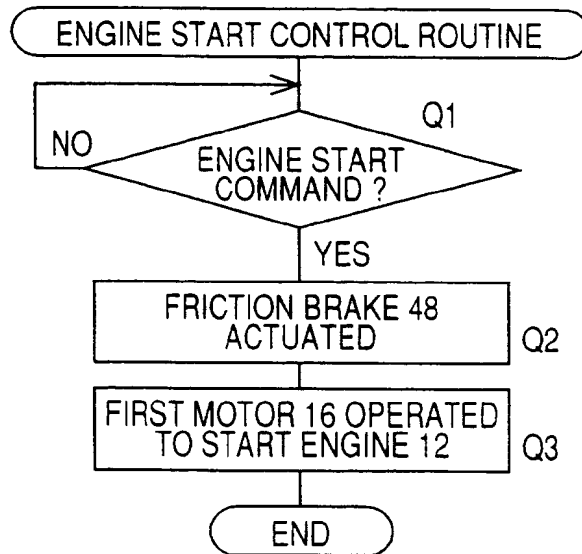 ENGINE START CONTROL ROUTINE
Q1
NO
ENGINE START
COMMAND ?
YES
FRICTION BRAKE 48
ACTUATED
Q2
FIRST MOTOR 16 OPERATED
TO START ENGINE 12
Q3
END